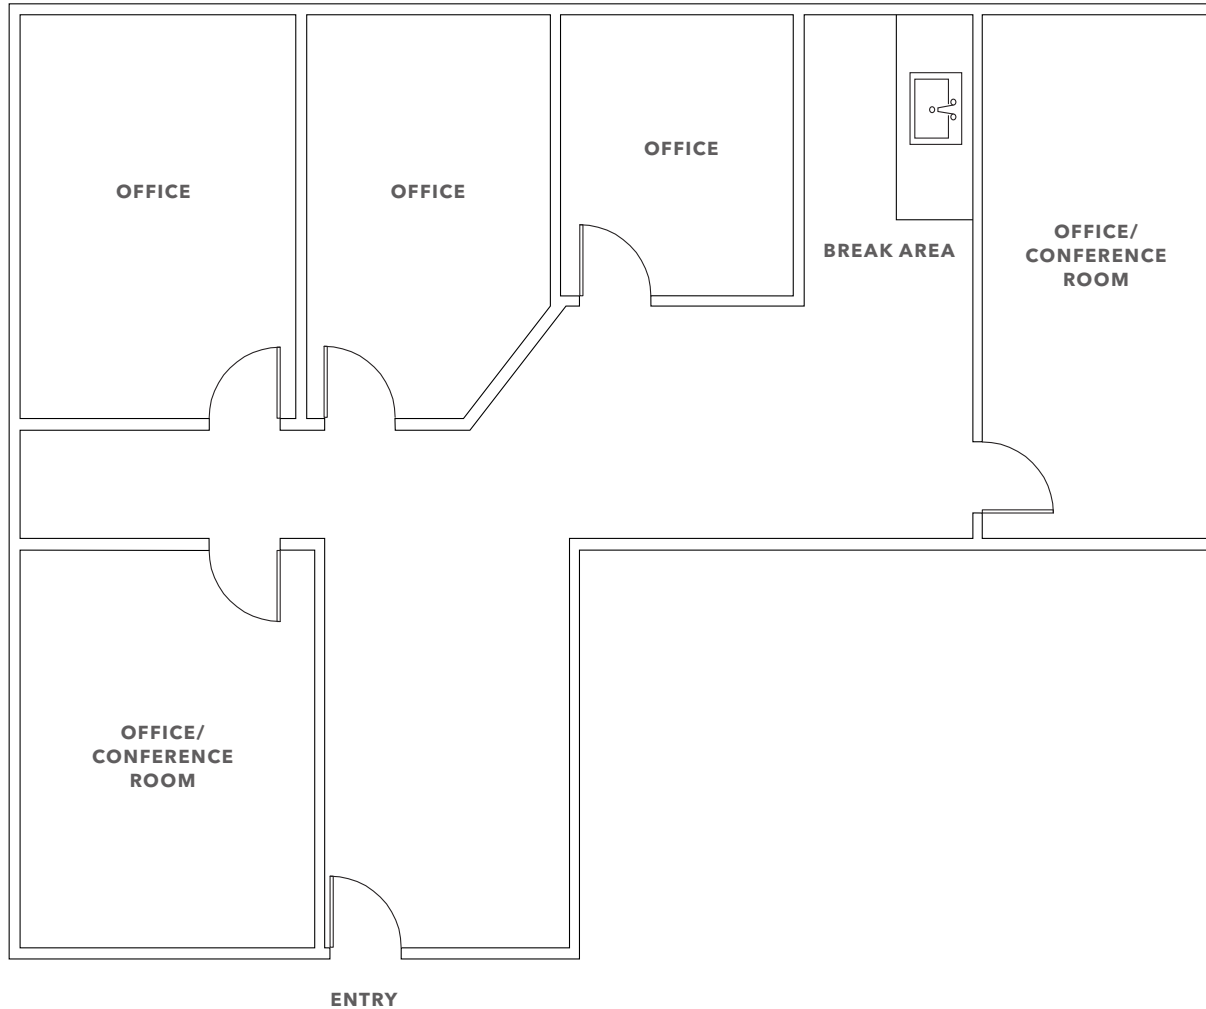 OFFICE
OFFICE
OFFICE
BREAK AREA
OFFICE/
CONFERENCE
ROOM
OFFICE/
CONFERENCE
ROOM
ENTRY